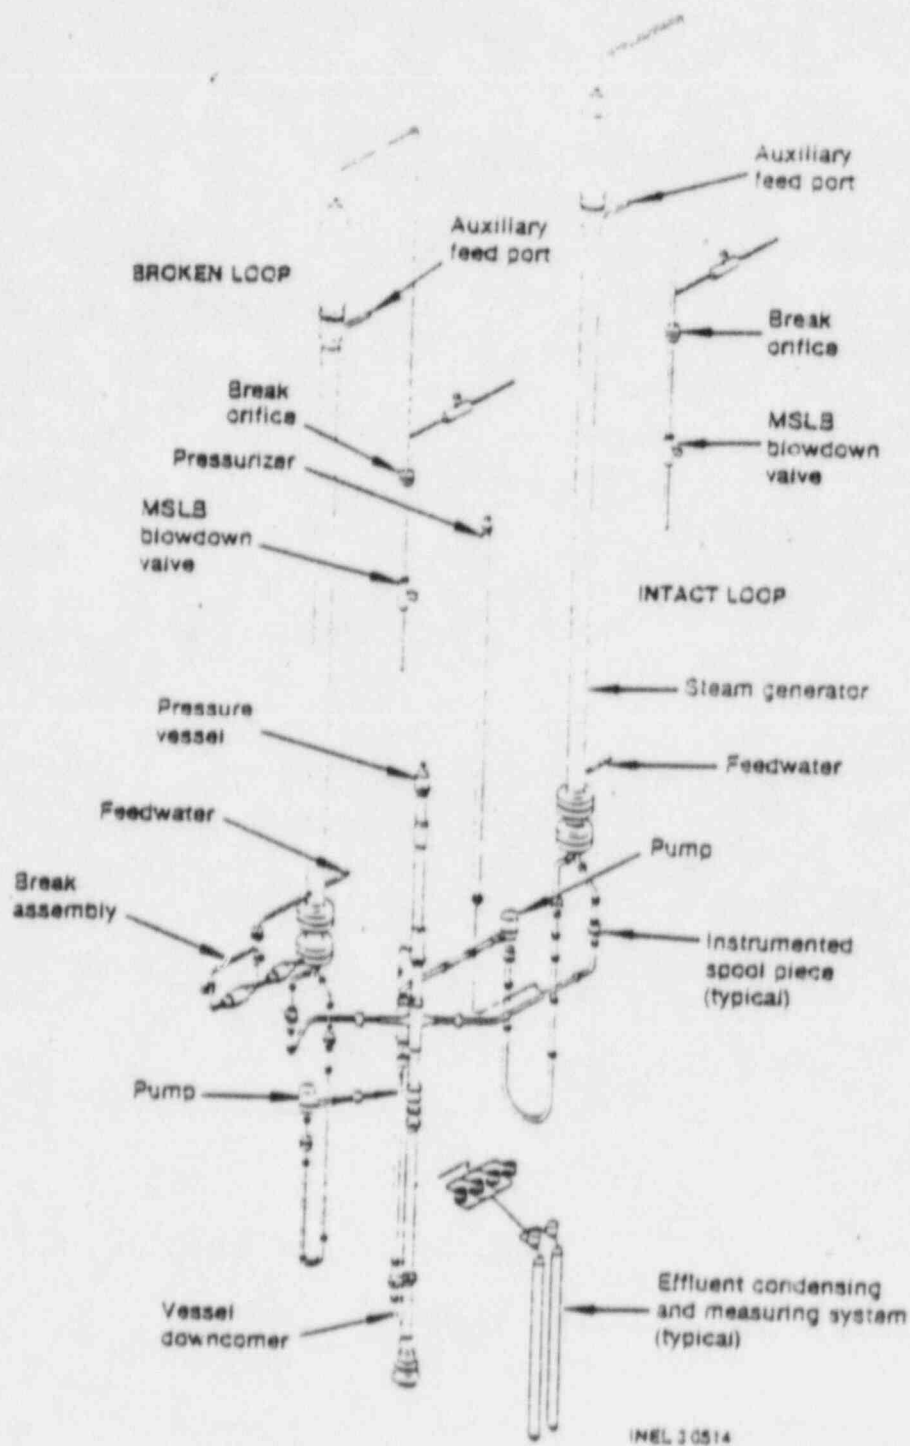 Auxiliary
feed port
Auxiliary
feed port
BROKEN LOOP
Break
orifice
Break
orifice
Pressurizer
MSLB
blowdown
valve
MSLB
blowdown
valve
INTACT LOOP
Steam generator
Pressure
vessel
Feedwater
Feedwater
Pump
Break
assembly
Instrumented
spool piece
(typical)
Pump
Effluent condensing
and measuring system
(typical)
Vessel
downcomer
INEL 3 0514